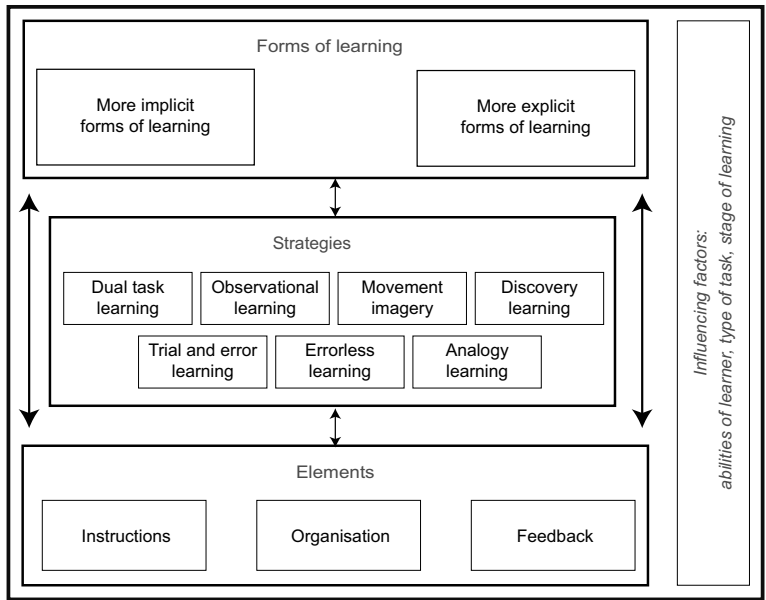 Forms of learning
More implicit
forms of learning
More explicit
forms of learning
Strategies
Dual task
learning
Observational
learning
Movement
imagery
Discovery
learning
Trial and error
learning
Errorless
learning
Analogy
learning
Elements
Instructions
Organisation
Feedback
Influencing factors:
abilities of learner, type of task, stage of learning